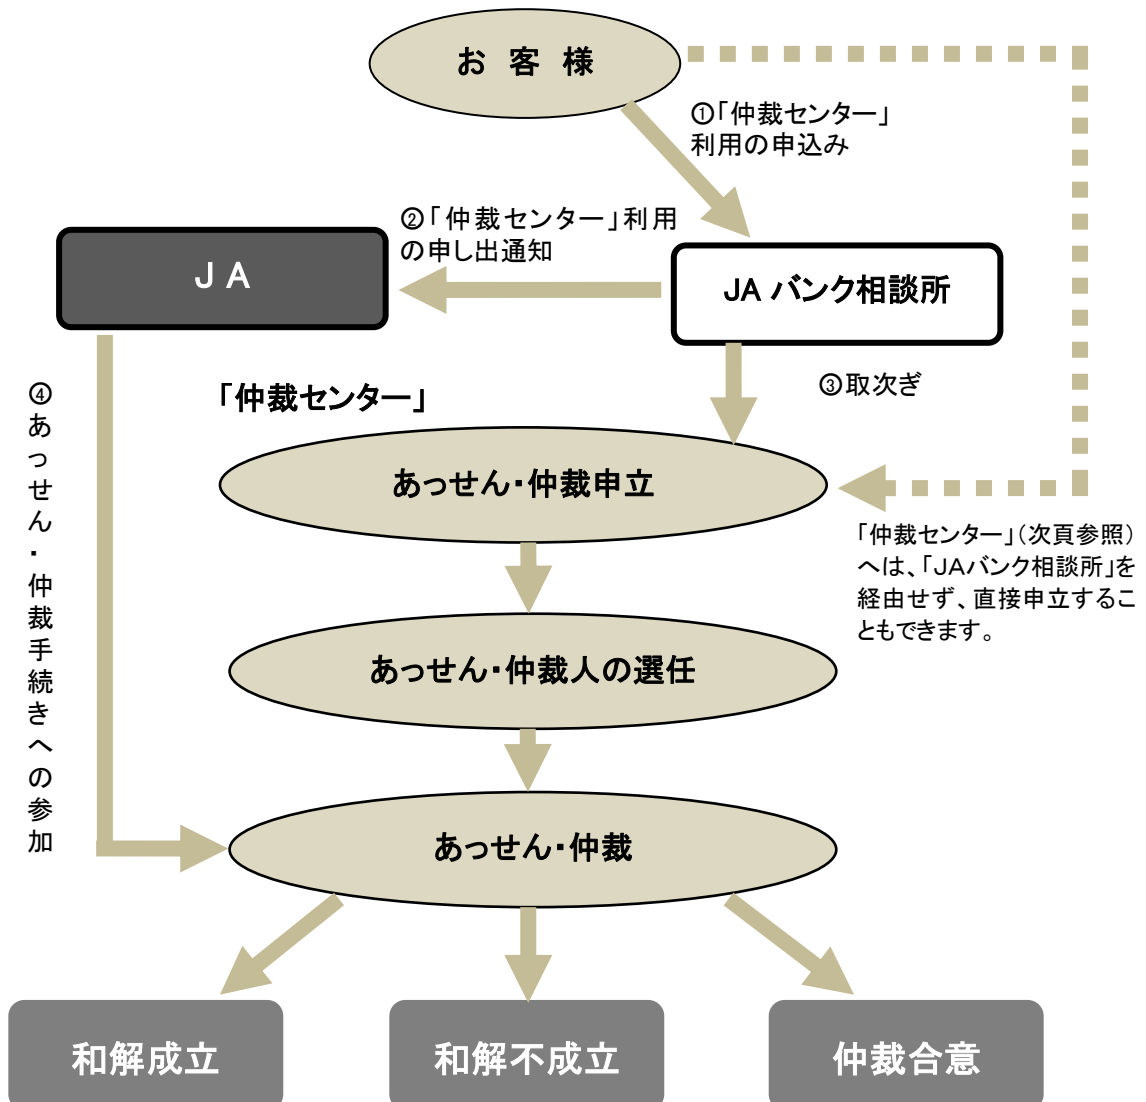 お 客 様
①「仲裁センター」
利用の申込み
②「仲裁センター」利用
の申し出通知
JA
JA バンク相談所
③取次ぎ
「仲裁センター」
④あっせん・仲裁手続きへの参加
あっせん・仲裁申立
「仲裁センター」(次頁参照)
へは、「JAバンク相談所」を
経由せず、直接申立するこ
ともできます。
あっせん・仲裁人の選任
あっせん・仲裁
和解成立
和解不成立
仲裁合意